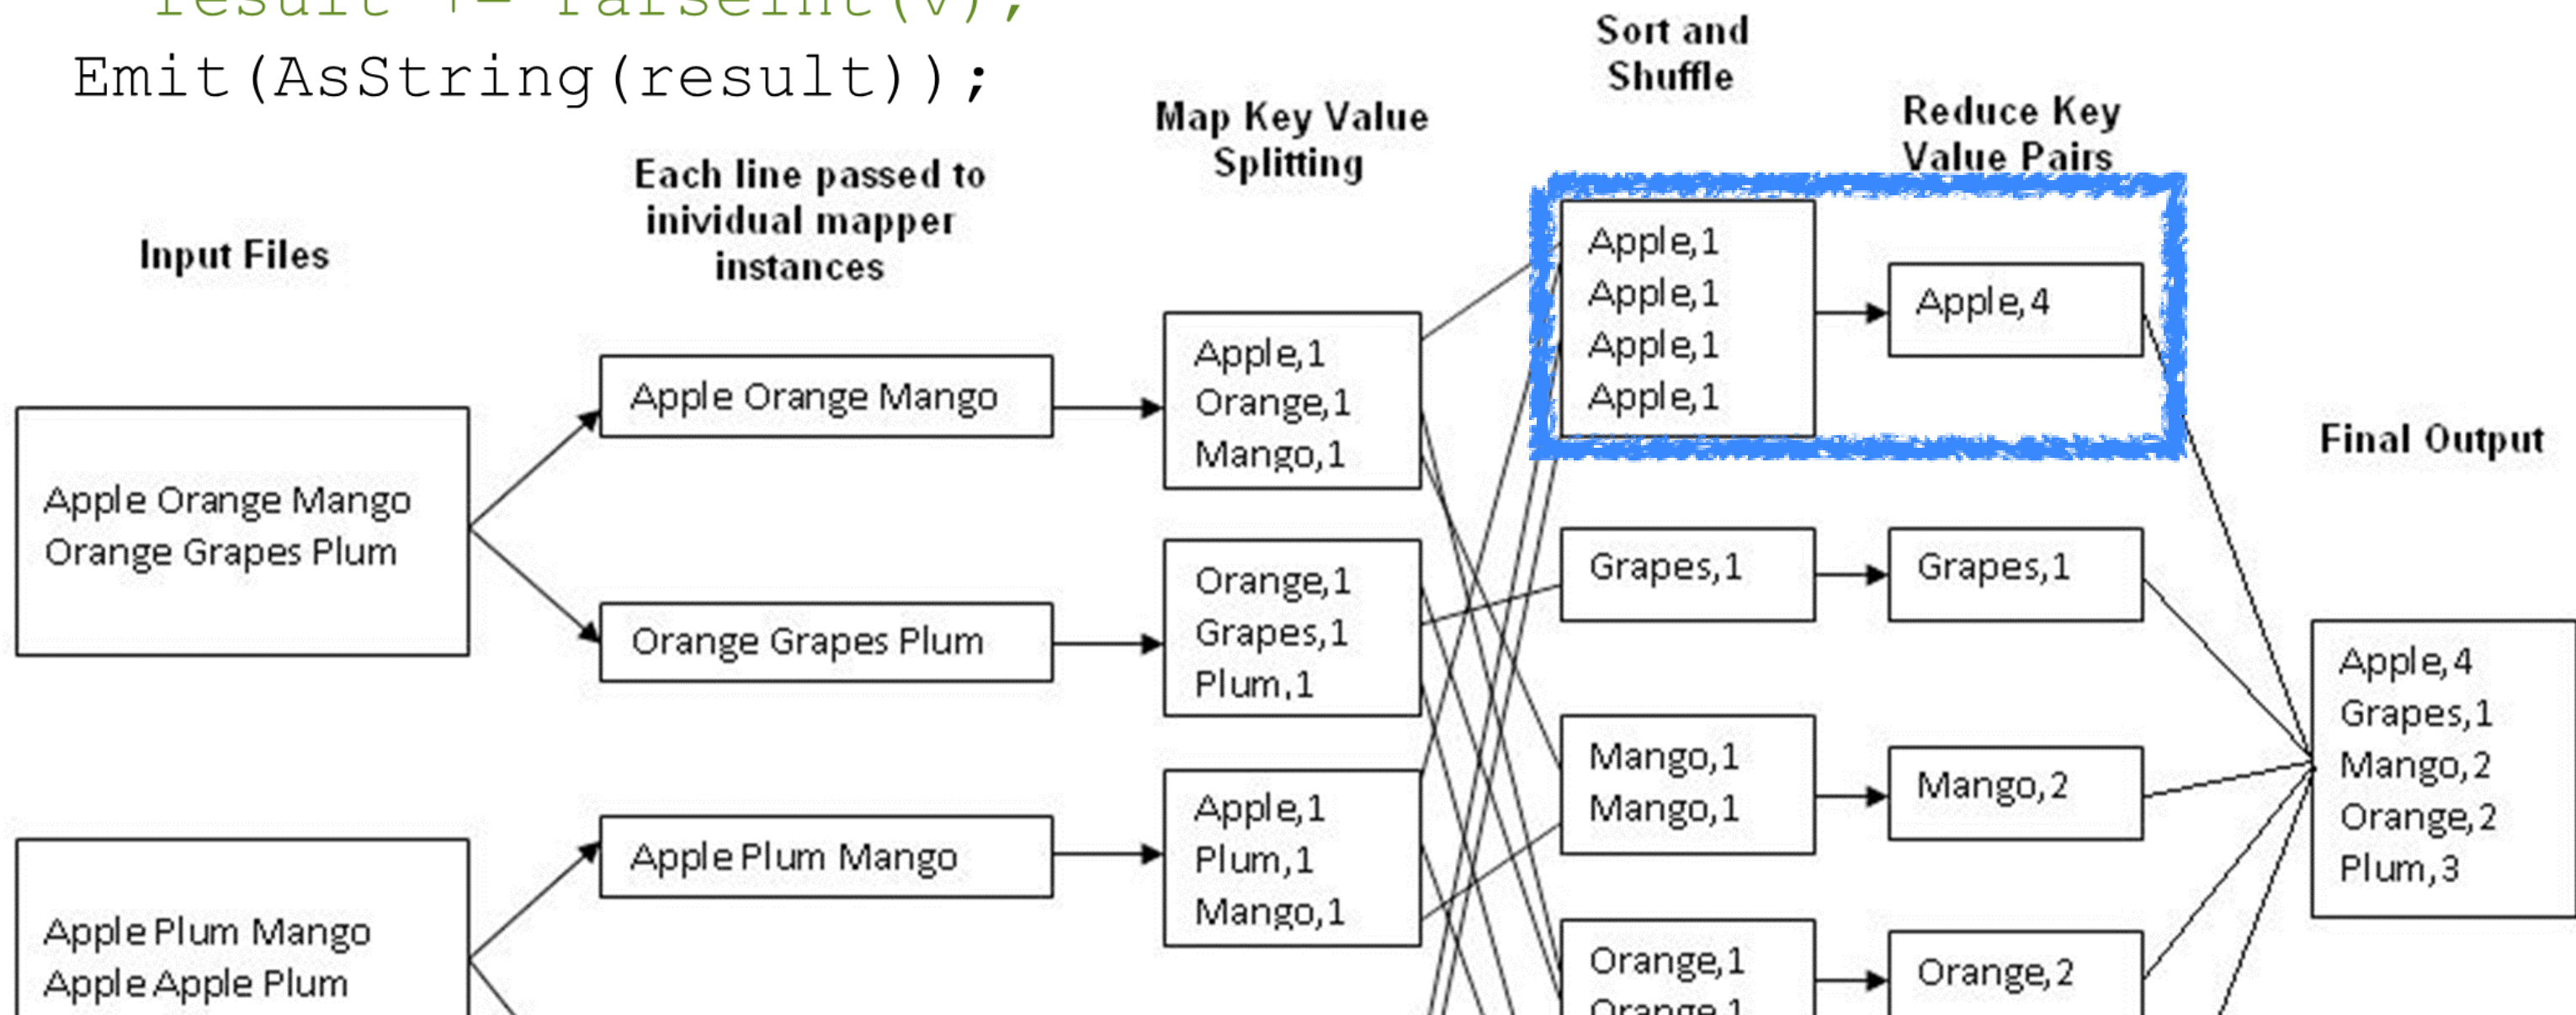 result += ParseInt(v);
Emit(AsString(result));
Input Files
Each line passed to
inividual mapper
instances
Map Key Value
Splitting
Sort and
Shuffle
Reduce Key
Value Pairs
Final Output
Apple Orange Mango
Orange Grapes Plum
Apple Plum Mango
Apple Apple Plum
Apple Orange Mango
Orange Grapes Plum
Apple Plum Mango
Apple,1
Orange,1
Mango,1
Orange,1
Grapes,1
Plum,1
Apple,1
Plum,1
Mango,1
Apple,1
Apple,1
Apple,1
Apple,1
Grapes,1
Mango,1
Mango,1
Orange,1
Orange,1
Apple,4
Grapes,1
Mango,2
Orange,2
Apple,4
Grapes,1
Mango,2
Orange,2
Plum,3